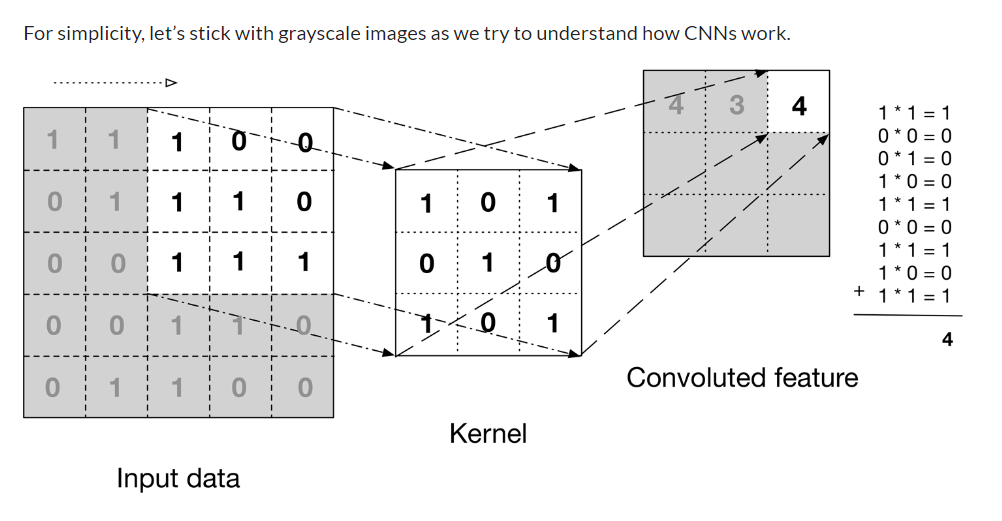 For simplicity, let's stick with grayscale images as we try to understand how CNNs work.
1 1 1 0 0
0 1 1 1 0
0 0 1 1 1
0 0 1 1 0
0 1 1 0 0
Input data
1 0 1
0 1 0
1 0 1
Kernel
4 3 4
Convoluted feature
1 * 1 = 1
0 * 0 = 0
0 * 1 = 0
1 * 0 = 0
1 * 1 = 1
0 * 0 = 0
1 * 1 = 1
1 * 0 = 0
+ 1 * 1 = 1
4